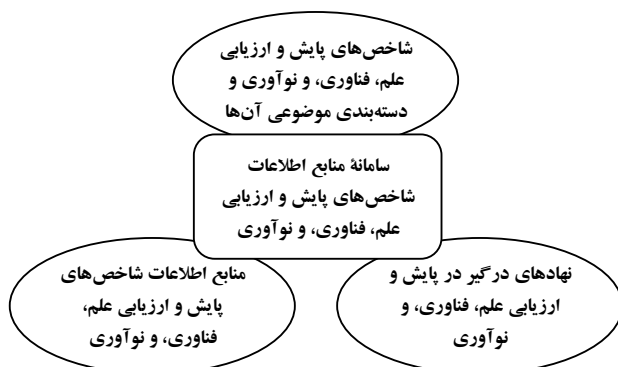 شاخص‌های پایش و ارزیابی
علم، فناوری، و نوآوری و
دسته‌بندی موضوعی آن‌ها
سامانۀ منابع اطلاعات
شاخص‌های پایش و ارزیابی
علم، فناوری، و نوآوری
نهادهای درگیر در پایش و
ارزیابی علم، فناوری، و
نوآوری
منابع اطلاعات شاخص‌های
پایش و ارزیابی علم،
فناوری، و نوآوری